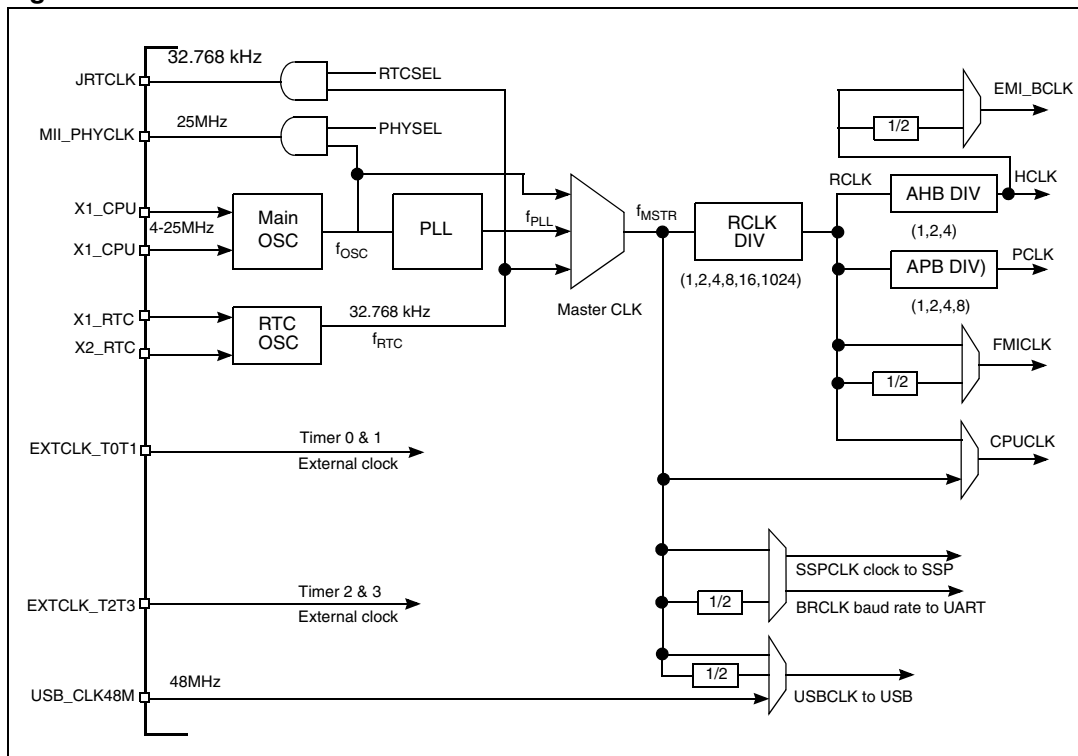 32.768 kHz
JRTCLK
RTCSEL
EMI_BCLK
25MHz
MII_PHYCLK
PHYSEL
1/2
RCLK
HCLK
AHB DIV
X1_CPU
4-25MHz
X1_CPU
Main
OSC
fOSC
PLL
fPLL
fMSTR
RCLK
DIV
(1,2,4)
PCLK
APB DIV)
(1,2,4,8,16,1024)
(1,2,4,8)
Master CLK
X1_RTC
X2_RTC
RTC
OSC
32.768 kHz
fRTC
FMICLK
1/2
EXTCLK_T0T1
Timer 0 & 1
External clock
CPUCLK
SSPCLK clock to SSP
EXTCLK_T2T3
Timer 2 & 3
External clock
1/2
BRCLK baud rate to UART
1/2
USB_CLK48M
48MHz
USBCLK to USB